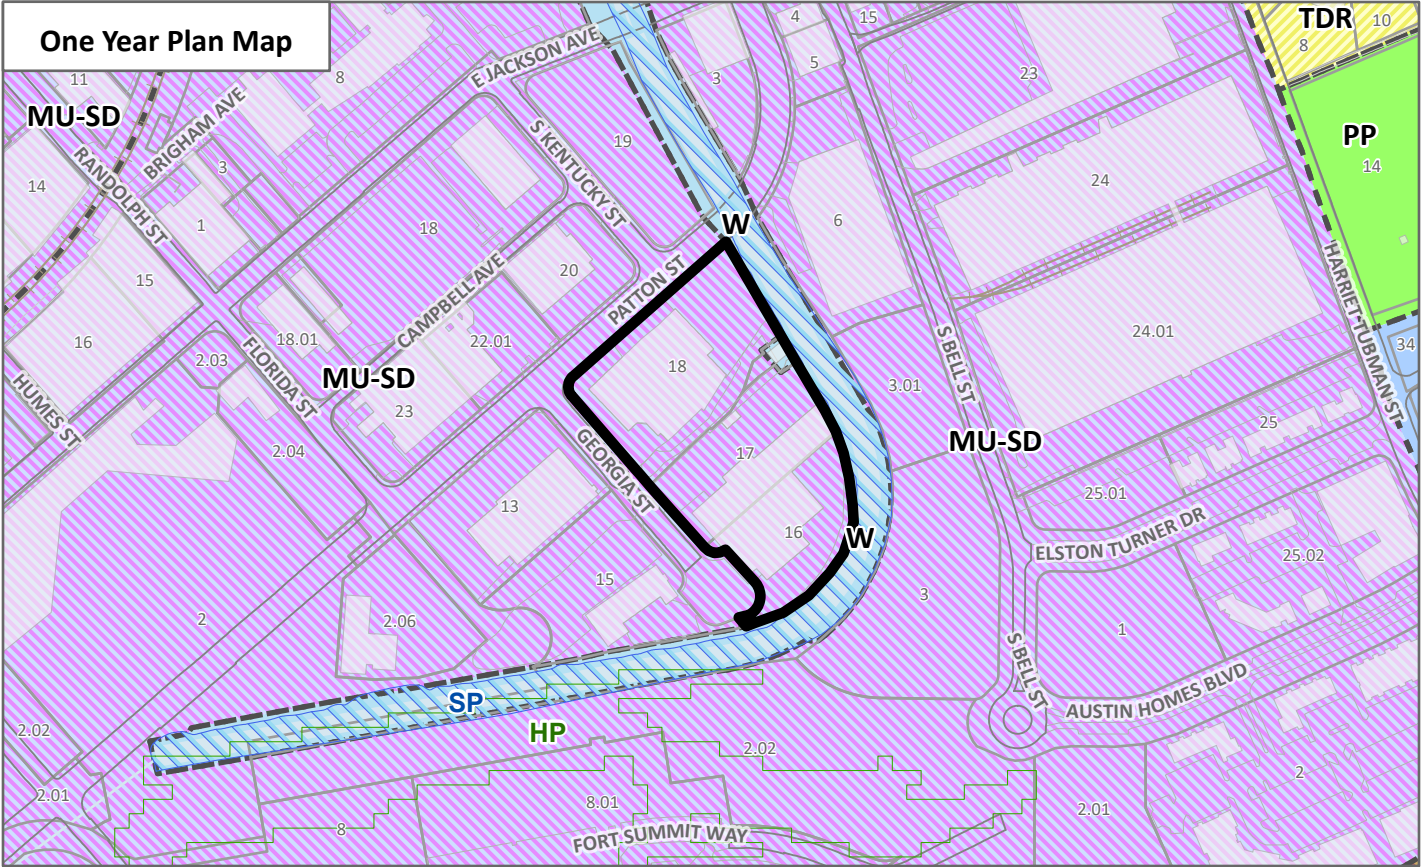 One Year Plan Map
4
15
TDR
10
8
E JACKSON AVE
11
8
3
5
23
MU-SD
BRIGHAM AVE
S KENTUCKY ST
19
PP
14
RANDOLPH ST
3
24
14
1
18
6
W
15
20
PATTON ST
HARRIET TUBMAN ST
CAMPBELL AVE
16
18.01
22.01
S BELL ST
24.01
34
2.03
FLORIDA ST
MU-SD
18
3.01
HUMES ST
23
25
2.04
GEORGIA ST
17
MU-SD
25.01
13
16
W
ELSTON TURNER DR
25.02
15
3
2
2.06
1
S BELL ST
SP
AUSTIN HOMES BLVD
2.02
HP
2.02
2
2.01
8.01
2.01
8
FORT SUMMIT WAY